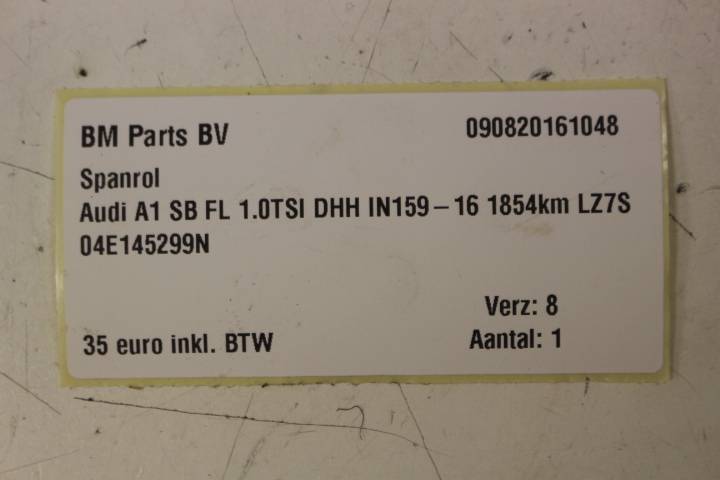 BM Parts BV 090820161048
Spanrol
Audi A1 SB FL 1.0TSI DHH IN159-16 1854km LZ7S
04E145299N
Verz: 8
35 euro inkl. BTW Aantal: 1